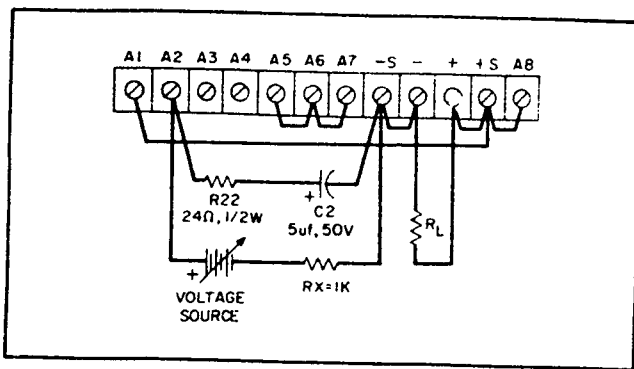 A1 A2 A3 A4 A5 A6 A7 -S - + +S A8
R22
24Ω, 1/2W
+
C2
5uf, 50V
RL
+
VOLTAGE
SOURCE
RX=1K